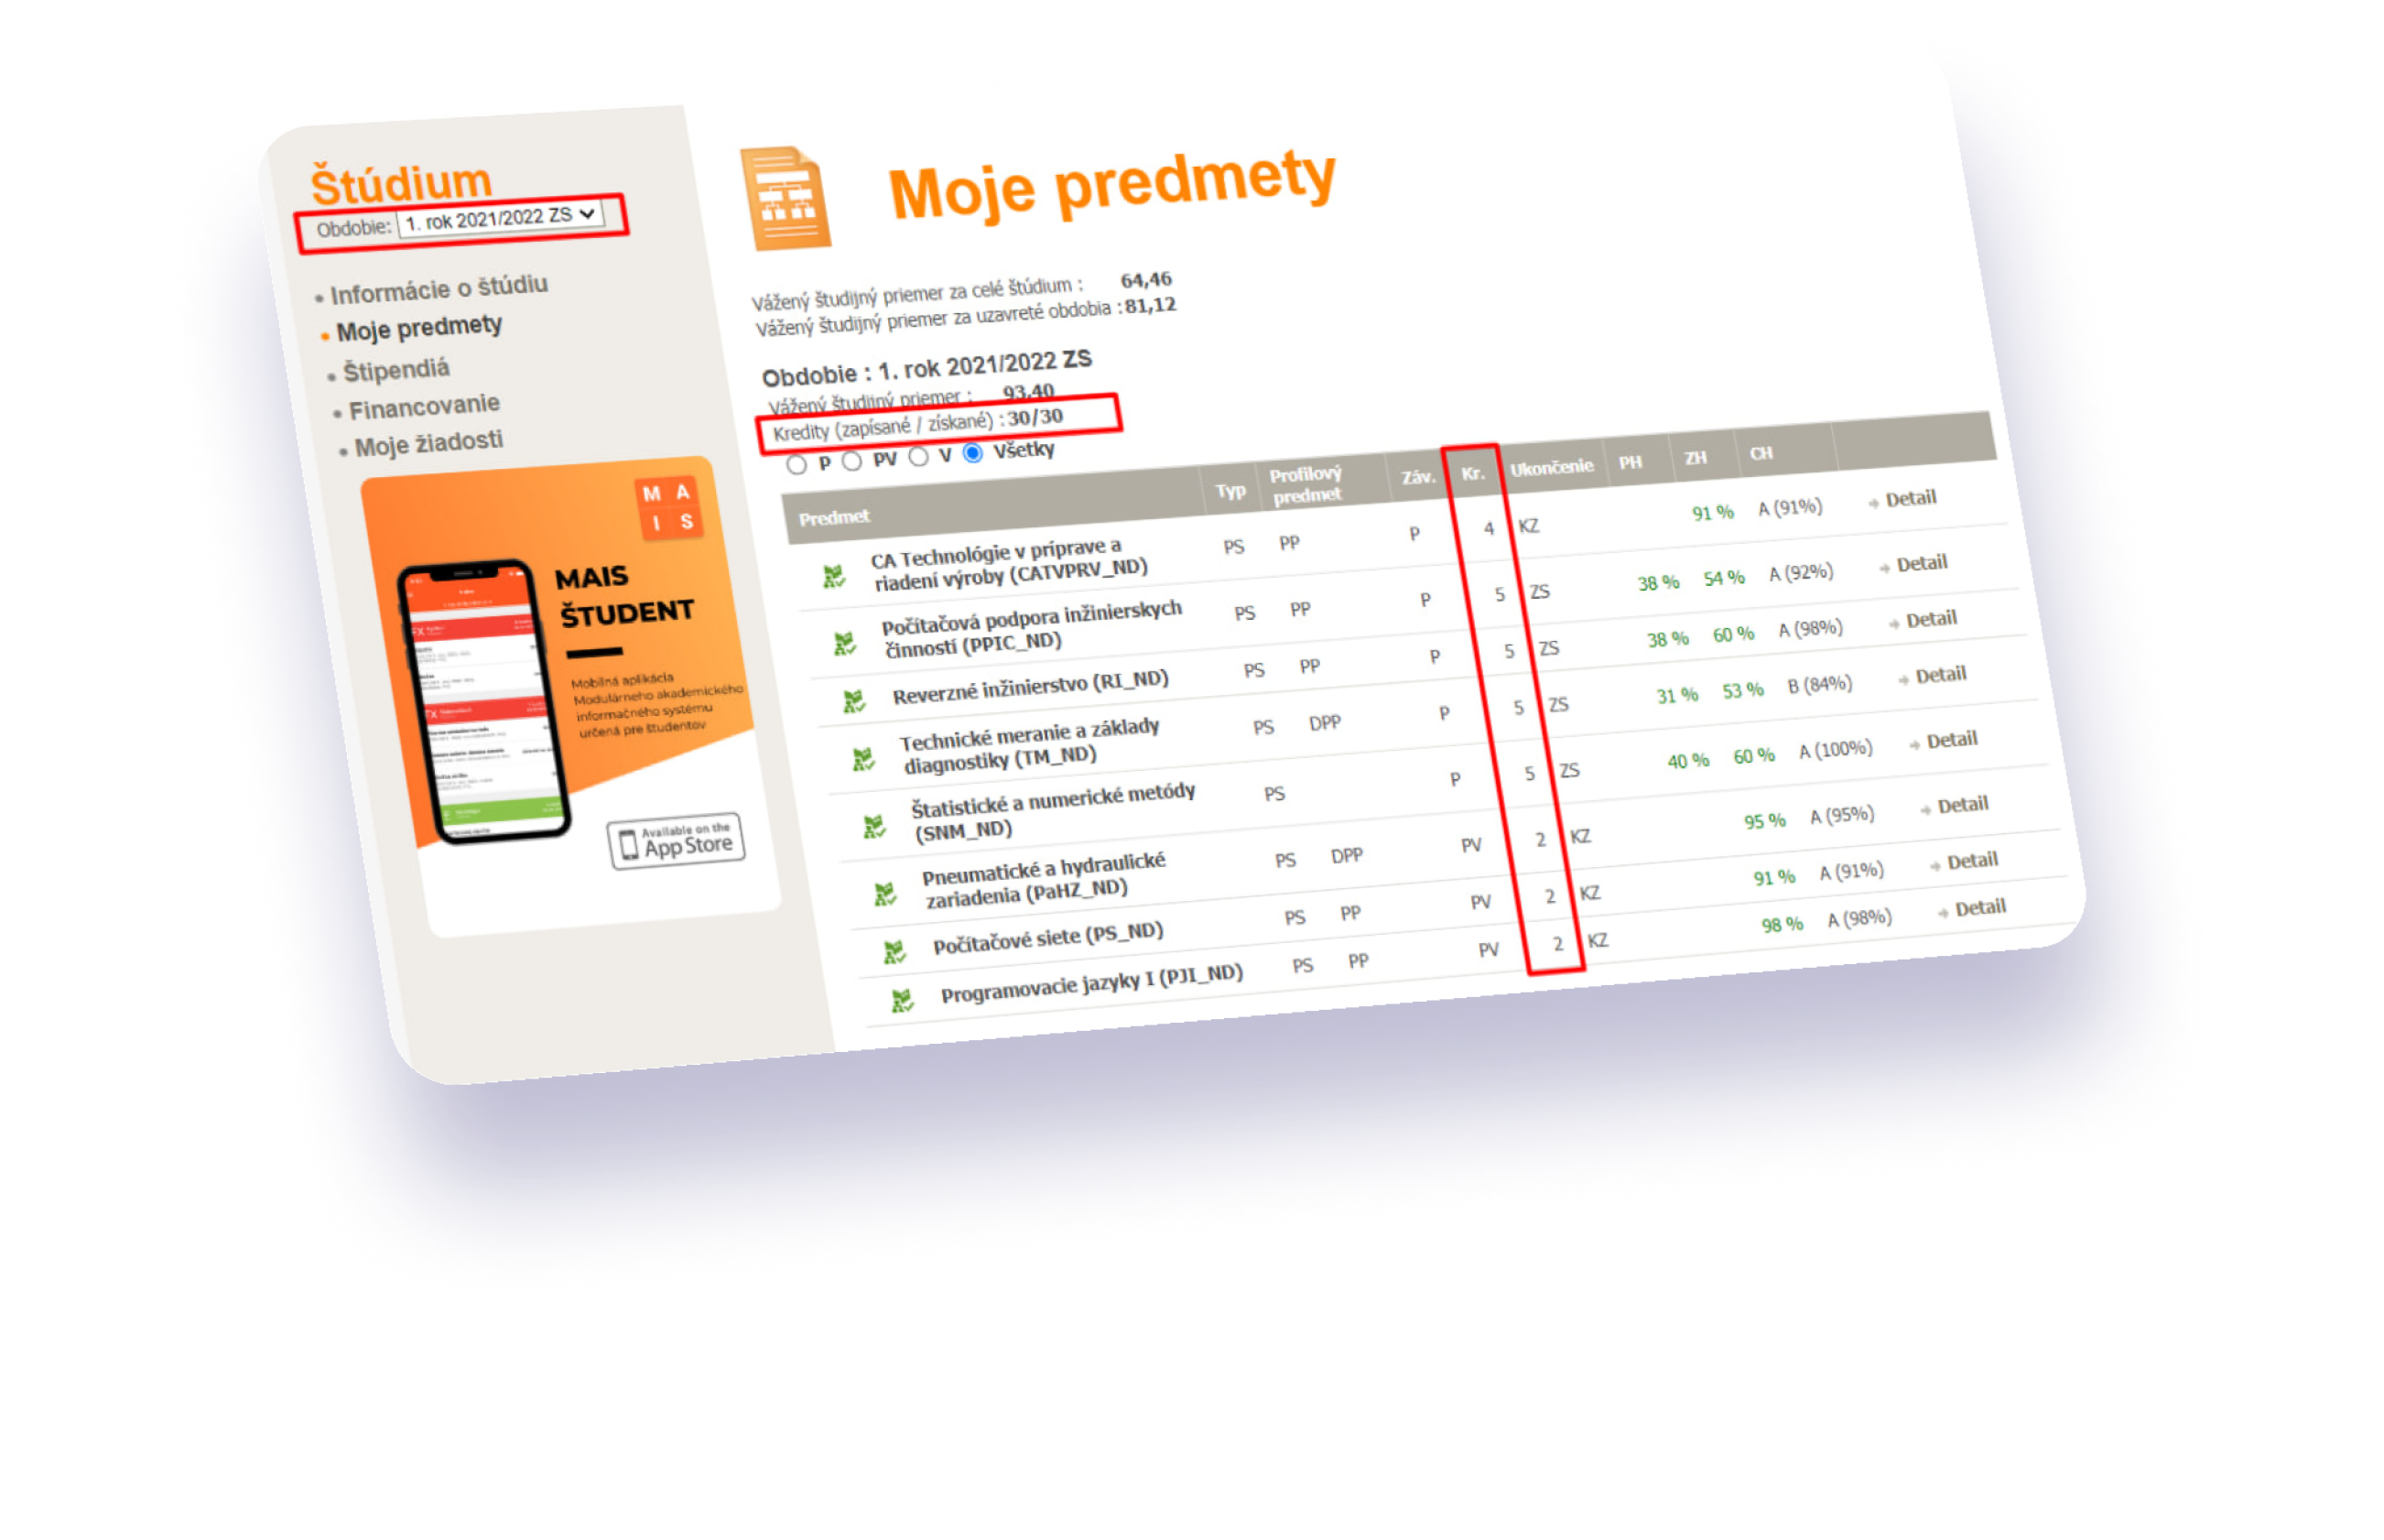 Štúdium
Obdobie: 1. rok 2021/2022 ZS
Informácie o štúdiu
Moje predmety
Štipendiá
Financovanie
Moje žiadosti
M A
I S
MAIS
ŠTUDENT
Mobilná aplikácia
Modulárneho akademického
informačného systému
určená pre študentov
Available on the
App Store
Moje predmety
Vážený študijný priemer za celé štúdium : 64,46
Vážený študijný priemer za uzavreté obdobia : 81,12
Obdobie : 1. rok 2021/2022 ZS
Vážený študijný priemer : 93,40
Kredity (zapísané / získané) : 30/30
P PV V Všetky
Predmet Typ Profilový predmet Záv. Kr. Ukončenie PH ZH CH
CA Technológie v príprave a
riadení výroby (CATVPRV_ND) PS PP P 4 KZ 91 % A (91%) Detail
Počítačová podpora inžinierskych
činností (PPIC_ND) PS PP P 5 ZS 38 % 54 % A (92%) Detail
Reverzné inžinierstvo (RI_ND) PS PP P 5 ZS 38 % 60 % A (98%) Detail
Technické meranie a základy
diagnostiky (TM_ND) PS DPP P 5 ZS 31 % 53 % B (84%) Detail
Štatistické a numerické metódy
(SNM_ND) PS P 5 ZS 40 % 60 % A (100%) Detail
Pneumatické a hydraulické
zariadenia (PaHZ_ND) PS DPP PV 2 KZ 95 % A (95%) Detail
Počítačové siete (PS_ND) PS PP PV 2 KZ 91 % A (91%) Detail
Programovacie jazyky I (PJI_ND) PS PP PV 2 KZ 98 % A (98%) Detail